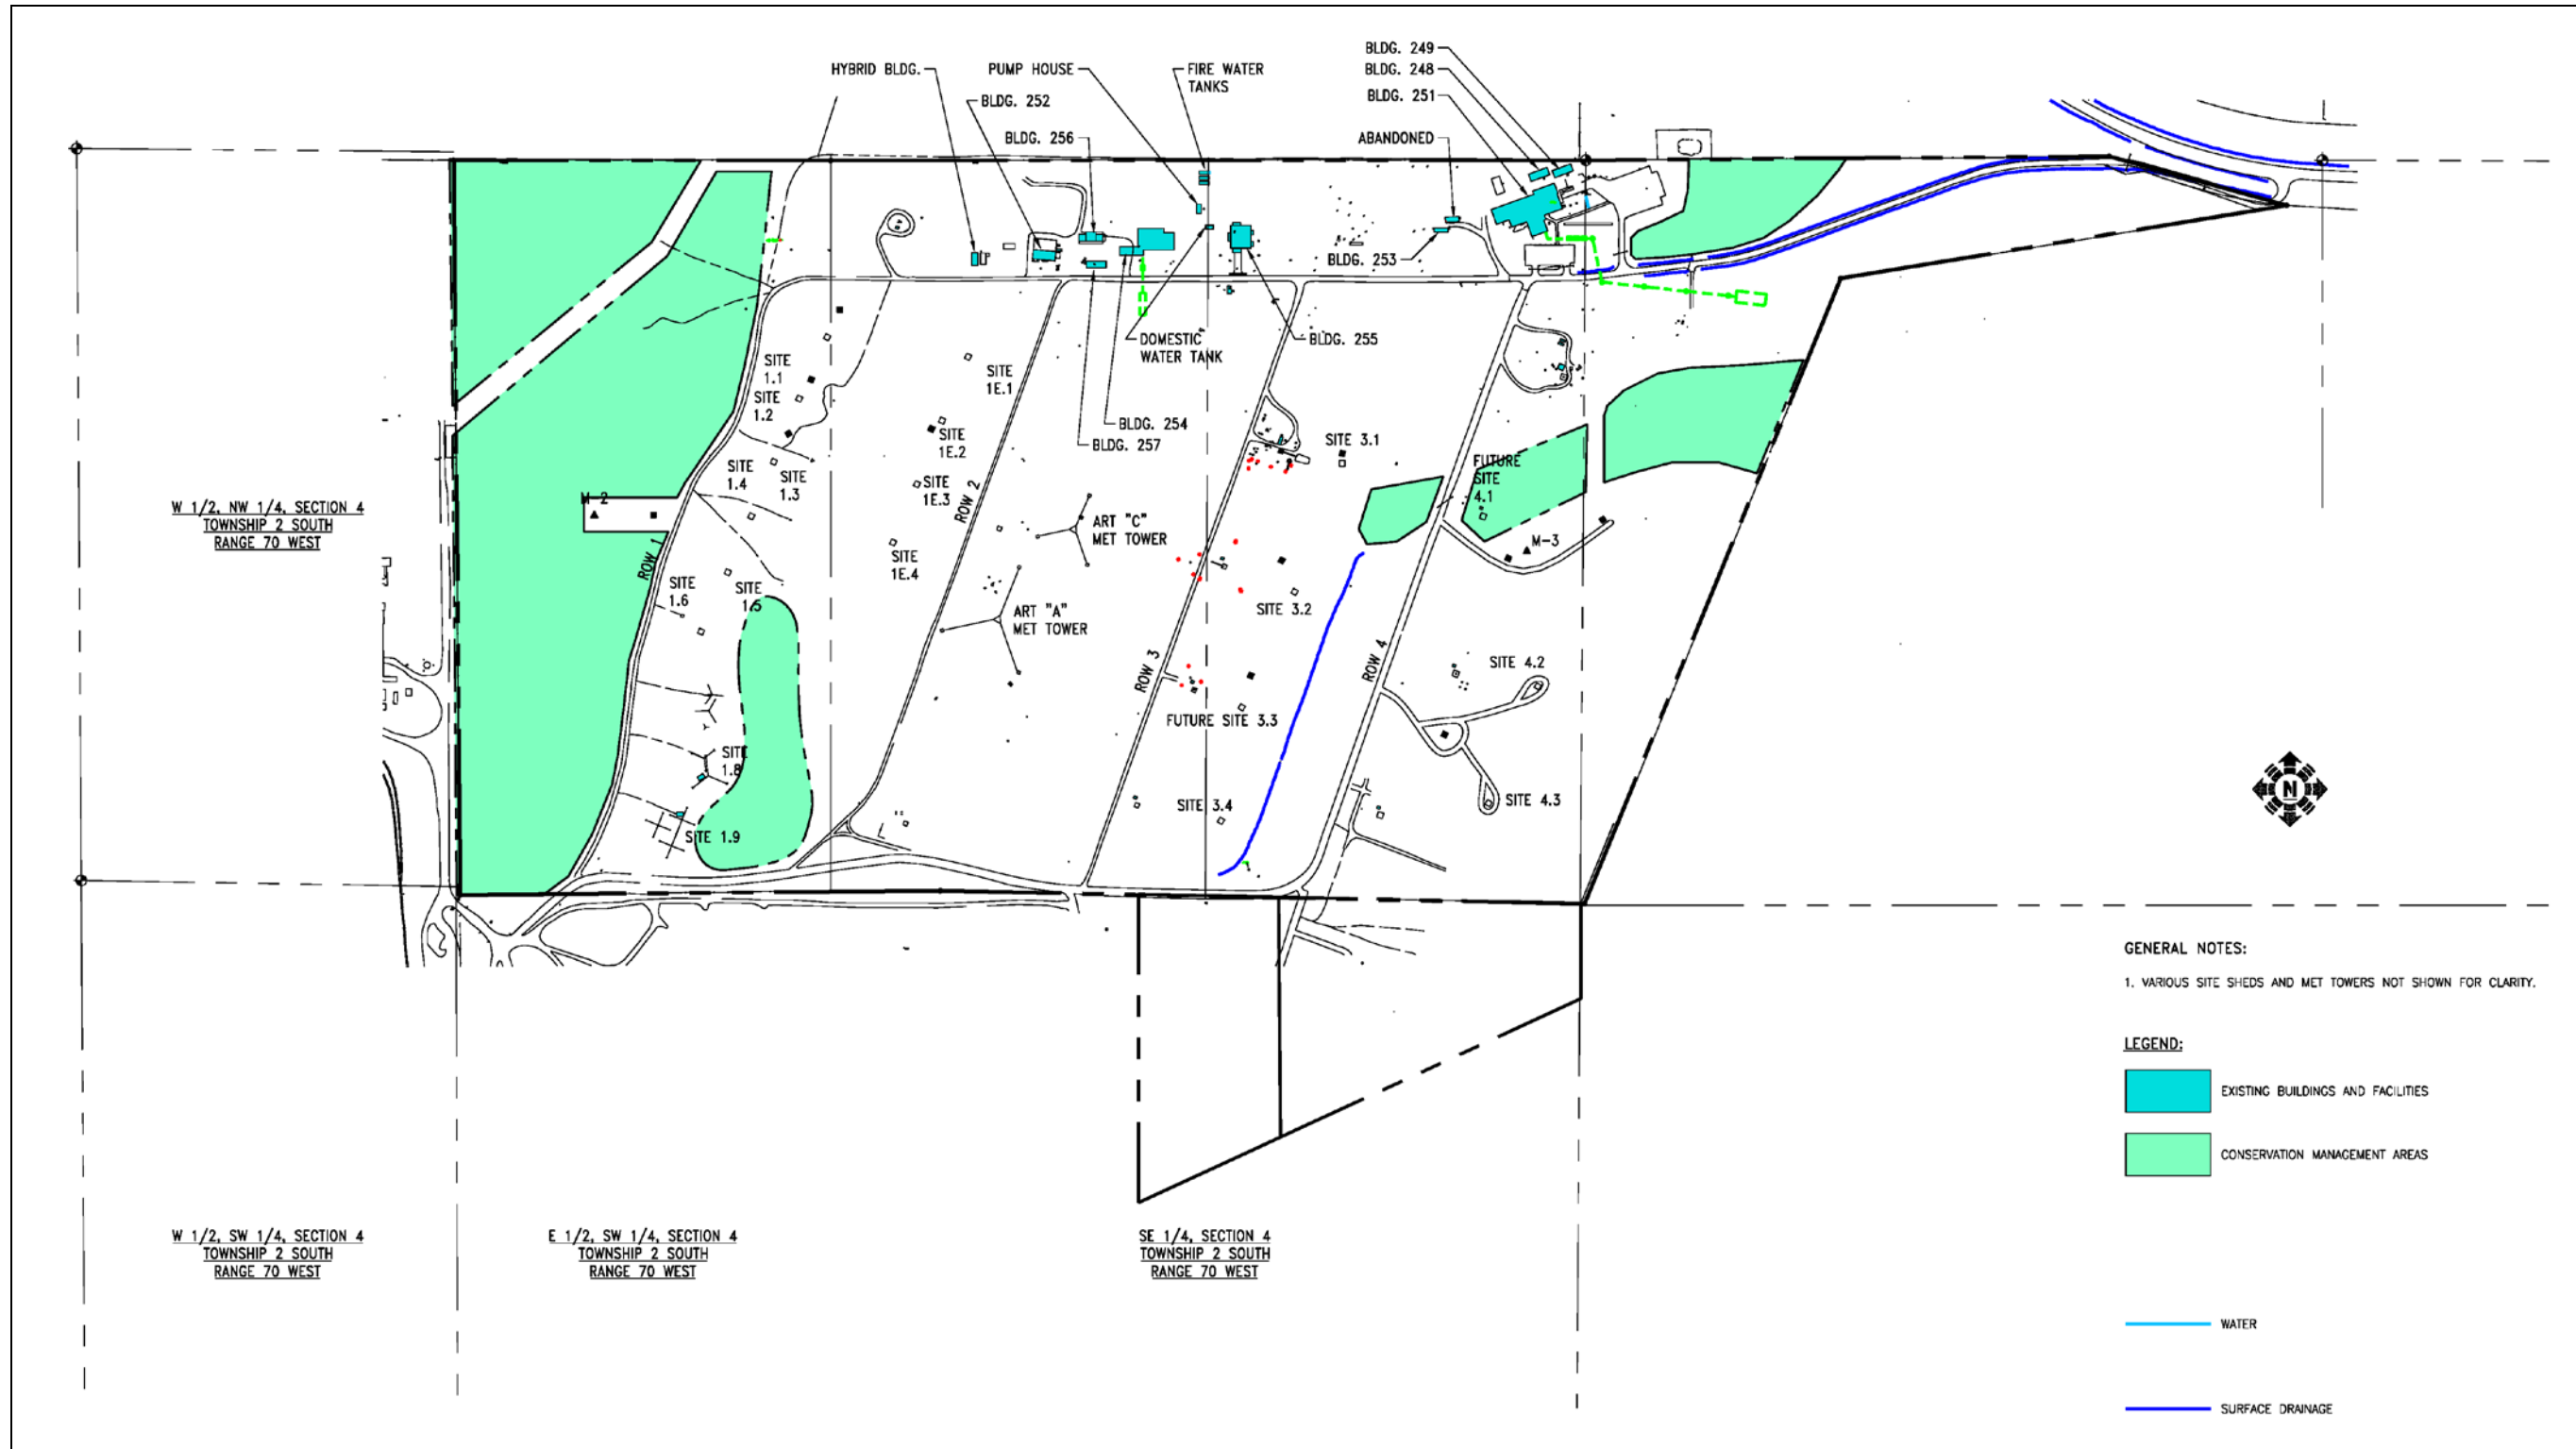 BLDG. 249
BLDG. 248
BLDG. 251
HYBRID BLDG.
PUMP HOUSE
FIRE WATER
TANKS
BLDG. 252
BLDG. 256
ABANDONED
BLDG. 253
DOMESTIC
WATER TANK
BLDG. 255
BLDG. 254
BLDG. 257
SITE
1.1
SITE
1.2
SITE
1E.1
SITE
1E.2
SITE
1E.3
SITE
1E.4
SITE
1.4
SITE
1.3
SITE 3.1
FUTURE
SITE
4.1
M-2
M-3
W 1/2, NW 1/4, SECTION 4
TOWNSHIP 2 SOUTH
RANGE 70 WEST
ROW 1
ROW 2
ROW 3
ROW 4
ART "C"
MET TOWER
ART "A"
MET TOWER
SITE
1.6
SITE
1.5
SITE 3.2
SITE 4.2
FUTURE SITE 3.3
SITE
1.8
SITE 3.4
SITE 4.3
SITE 1.9
N
GENERAL NOTES:
1. VARIOUS SITE SHEDS AND MET TOWERS NOT SHOWN FOR CLARITY.
LEGEND:
EXISTING BUILDINGS AND FACILITIES
CONSERVATION MANAGEMENT AREAS
W 1/2, SW 1/4, SECTION 4
TOWNSHIP 2 SOUTH
RANGE 70 WEST
E 1/2, SW 1/4, SECTION 4
TOWNSHIP 2 SOUTH
RANGE 70 WEST
SE 1/4, SECTION 4
TOWNSHIP 2 SOUTH
RANGE 70 WEST
WATER
SURFACE DRAINAGE